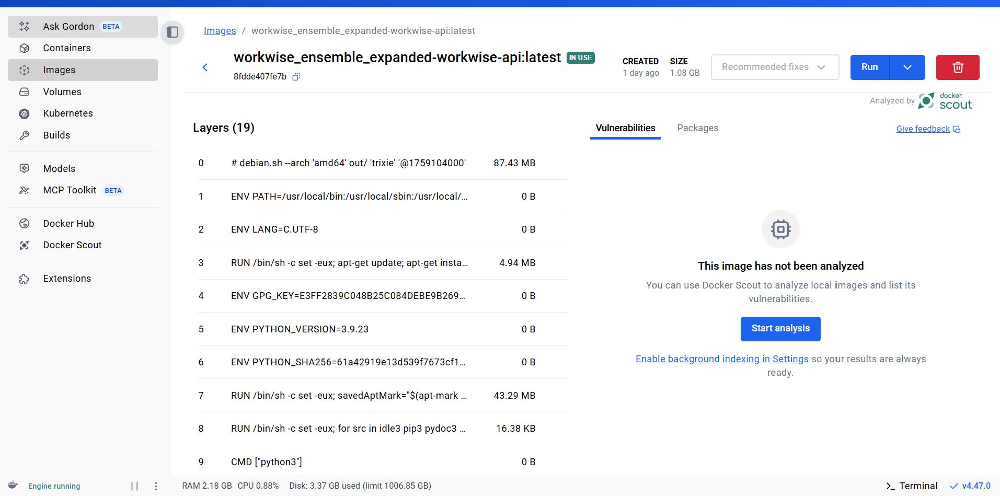 Ask Gordon BETA
Containers
Images
Volumes
Kubernetes
Builds
Models
MCP Toolkit BETA
Docker Hub
Docker Scout
Extensions
Images / workwise_ensemble_expanded-workwise-api:latest
workwise_ensemble_expanded-workwise-api:latest IN USE
8fdde407fe7b
CREATED
1 day ago
SIZE
1.08 GB
Recommended fixes
Run
Analyzed by docker scout
Layers (19)
0 # debian.sh --arch 'amd64' out/ 'trixie' '@1759104000' 87.43 MB
1 ENV PATH=/usr/local/bin:/usr/local/sbin:/usr/local/... 0 B
2 ENV LANG=C.UTF-8 0 B
3 RUN /bin/sh -c set -eux; apt-get update; apt-get insta... 4.94 MB
4 ENV GPG_KEY=E3FF2839C048B25C084DEBE9B269... 0 B
5 ENV PYTHON_VERSION=3.9.23 0 B
6 ENV PYTHON_SHA256=61a42919e13d539f7673cf1... 0 B
7 RUN /bin/sh -c set -eux; savedAptMark="$(apt-mark ... 43.29 MB
8 RUN /bin/sh -c set -eux; for src in idle3 pip3 pydoc3 ... 16.38 KB
9 CMD ["python3"] 0 B
Vulnerabilities Packages Give feedback
This image has not been analyzed
You can use Docker Scout to analyze local images and list its
vulnerabilities.
Start analysis
Enable background indexing in Settings so your results are always
ready.
Engine running
RAM 2.18 GB CPU 0.88% Disk: 3.37 GB used (limit 1006.85 GB)
>_ Terminal
v4.47.0